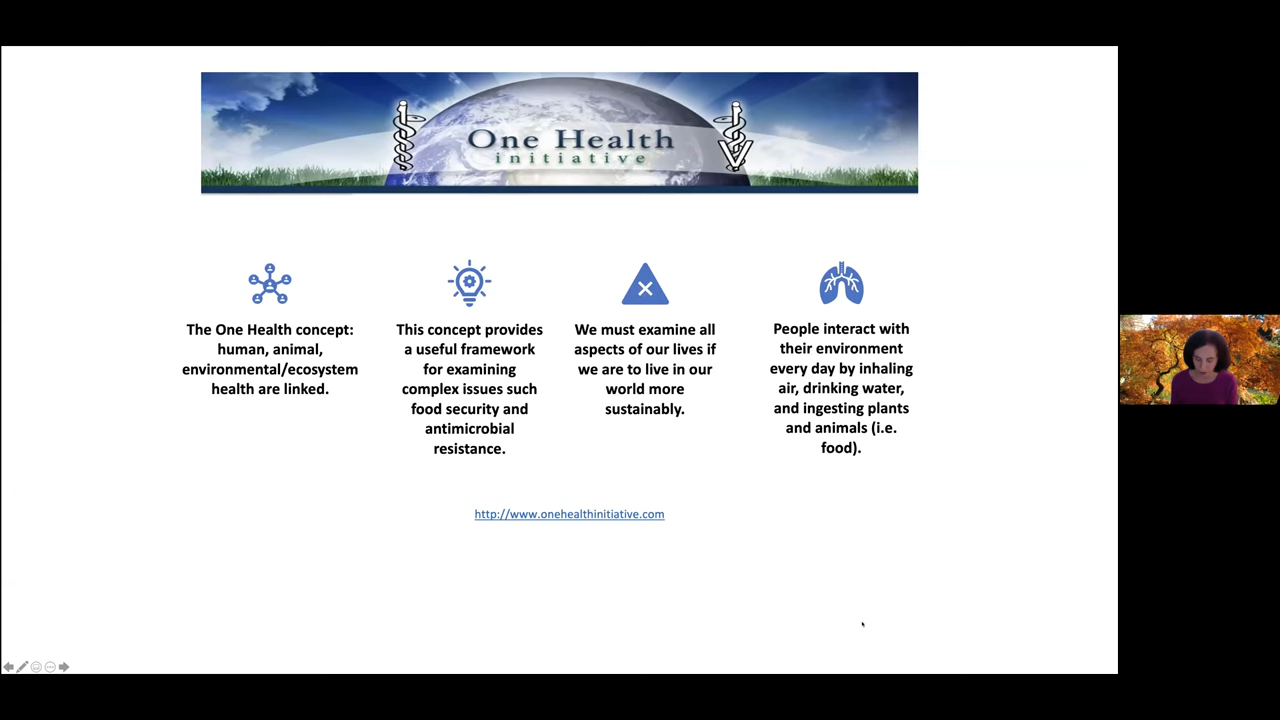 One Health
initiative
The One Health concept:
human, animal,
environmental/ecosystem
health are linked.
This concept provides
a useful framework
for examining
complex issues such
food security and
antimicrobial
resistance.
We must examine all
aspects of our lives if
we are to live in our
world more
sustainably.
People interact with
their environment
every day by inhaling
air, drinking water,
and ingesting plants
and animals (i.e.
food).
http://www.onehealthinitiative.com